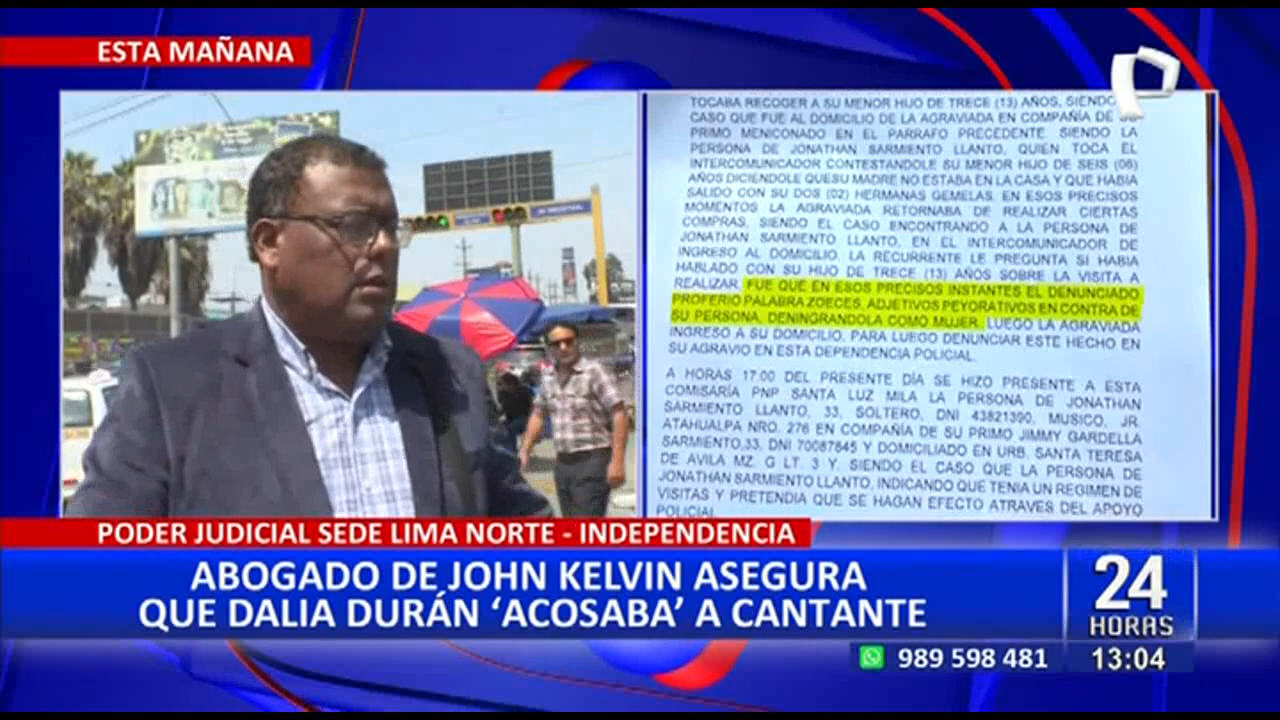 ESTA MAÑANA
TOCABA RECOGER A SU MENOR HIJO DE TRECE (13) AÑOS, SIENDO
CASO QUE FUE AL DOMICILIO DE LA AGRAVIADA EN COMPAÑÍA DE
PRIMO MENICONADO EN EL PARRAFO PRECEDENTE. SIENDO LA
PERSONA DE JONATHAN SARMIENTO LLANTO, QUIEN TOCA EL
INTERCOMUNICADOR CONTESTANDOLE SU MENOR HIJO DE SEIS (06)
AÑOS DICIENDOLE QUESU MADRE NO ESTABA EN LA CASA Y QUE HABÍA
SALIDO CON SU DOS (02) HERMANAS GEMELAS. EN ESOS PRECISOS
MOMENTOS LA AGRAVIADA RETORNABA DE REALIZAR CIERTAS
COMPRAS, SIENDO EL CASO ENCONTRANDO A LA PERSONA DE
JONATHAN SARMIENTO LLANTO, EN EL INTERCOMUNICADOR DE
INGRESO AL DOMICILIO. LA RECURRENTE LE PREGUNTA SI HABIA
HABLADO CON SU HIJO DE TRECE (13) AÑOS SOBRE LA VISITA A
REALIZAR. FUE QUE EN ESOS PRECISOS INSTANTES EL DENUNCIADO
PROFERIO PALABRA ZOECES, ADJETIVOS PEYORATIVOS EN CONTRA DE
SU PERSONA, DENINGRANDOLA COMO MUJER. LUEGO LA AGRAVIADA
INGRESO A SU DOMICILIO, PARA LUEGO DENUNCIAR ESTE HECHO EN
SU AGRAVIO EN ESTA DEPENDENCIA POLICIAL.
A HORAS 17:00 DEL PRESENTE DÍA SE HIZO PRESENTE A ESTA
COMISARÍA PNP SANTA LUZ MILA LA PERSONA DE JONATHAN
SARMIENTO LLANTO, 33, SOLTERO, DNI 43821390, MUSICO, JR.
ATAHUALPA NRO. 276 EN COMPAÑÍA DE SU PRIMO JIMMY GARDELLA
SARMIENTO,33, DNI 70087845 Y DOMICILIADO EN URB. SANTA TERESA
DE AVILA MZ. G LT. 3 Y, SIENDO EL CASO QUE LA PERSONA DE
JONATHAN SARMIENTO LLANTO, INDICANDO QUE TENIA UN REGIMEN DE
VISITAS Y PRETENDIA QUE SE HAGAN EFECTO ATRAVES DEL APOYO
POLICIAL
PODER JUDICIAL SEDE LIMA NORTE - INDEPENDENCIA
ABOGADO DE JOHN KELVIN ASEGURA
QUE DALIA DURÁN ‘ACOSABA’ A CANTANTE
24
HORAS
989 598 481
13:04